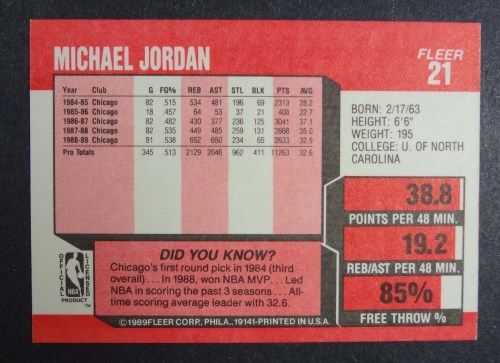 MICHAEL JORDAN
FLEER
21
Year Club G FG% REB AST STL BLK PTS AVG
1984-85 Chicago 82 .515 534 481 196 69 2313 28.2
1985-86 Chicago 18 .457 64 53 37 21 408 22.7
1986-87 Chicago 82 .482 430 377 236 125 3041 37.1
1987-88 Chicago 82 .535 449 485 259 131 2868 35.0
1988-89 Chicago 81 .538 652 650 234 65 2633 32.5
Pro Totals 345 .513 2129 2046 962 411 11263 32.6
BORN: 2/17/63
HEIGHT: 6'6"
WEIGHT: 195
COLLEGE: U. OF NORTH
CAROLINA
38.8
POINTS PER 48 MIN.
19.2
REB/AST PER 48 MIN.
85%
FREE THROW %
OFFICIAL LICENSED
NBA
PRODUCT
TM
DID YOU KNOW?
Chicago's first round pick in 1984 (third
overall) . . . in 1988, won NBA MVP . . . Led
NBA in scoring the past 3 seasons . . . All-
time scoring average leader with 32.6.
©1989FLEER CORP., PHILA., 19141-PRINTED IN U.S.A.